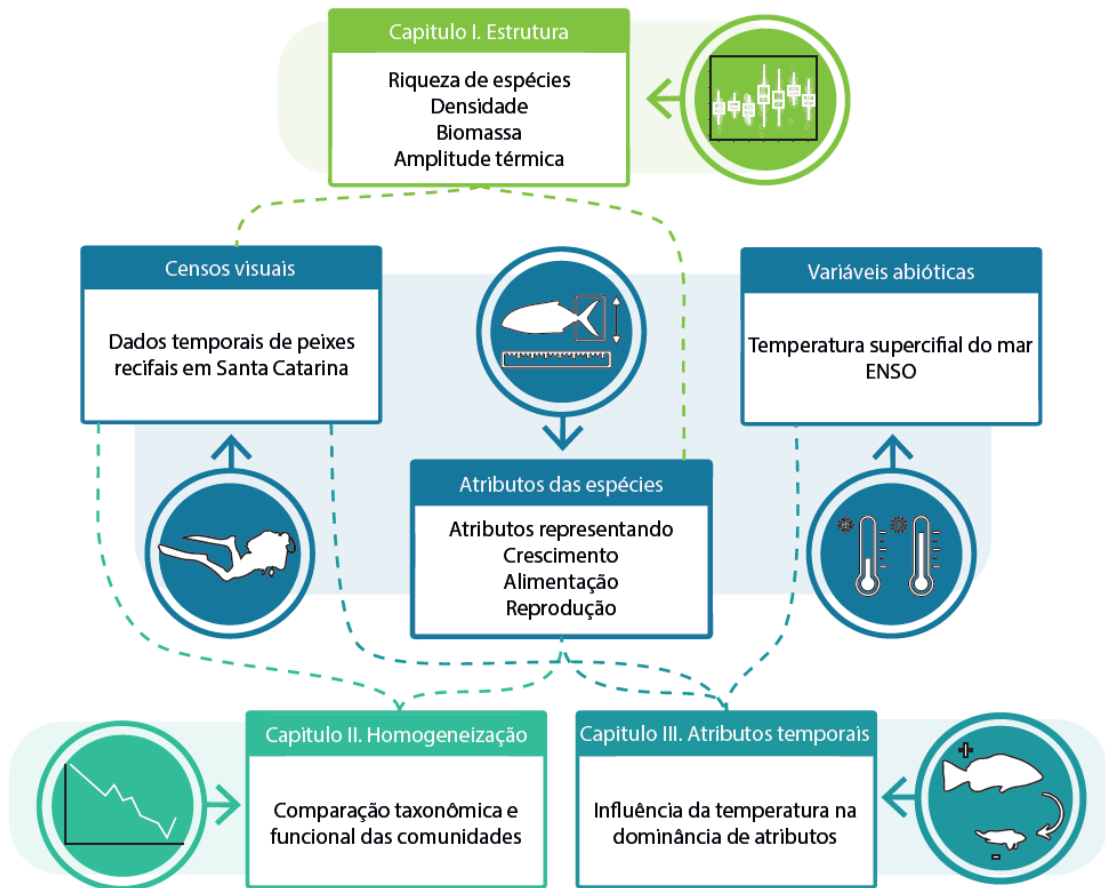 Capitulo I. Estrutura
Riqueza de espécies
Densidade
Biomassa
Amplitude térmica
Censos visuais
Dados temporais de peixes
recifais em Santa Catarina
Variáveis abióticas
Temperatura supercifial do mar
ENSO
Atributos das espécies
Atributos representando
Crescimento
Alimentação
Reprodução
Capitulo II. Homogeneização
Comparação taxonômica e
funcional das comunidades
Capitulo III. Atributos temporais
Influência da temperatura na
dominância de atributos
+
-